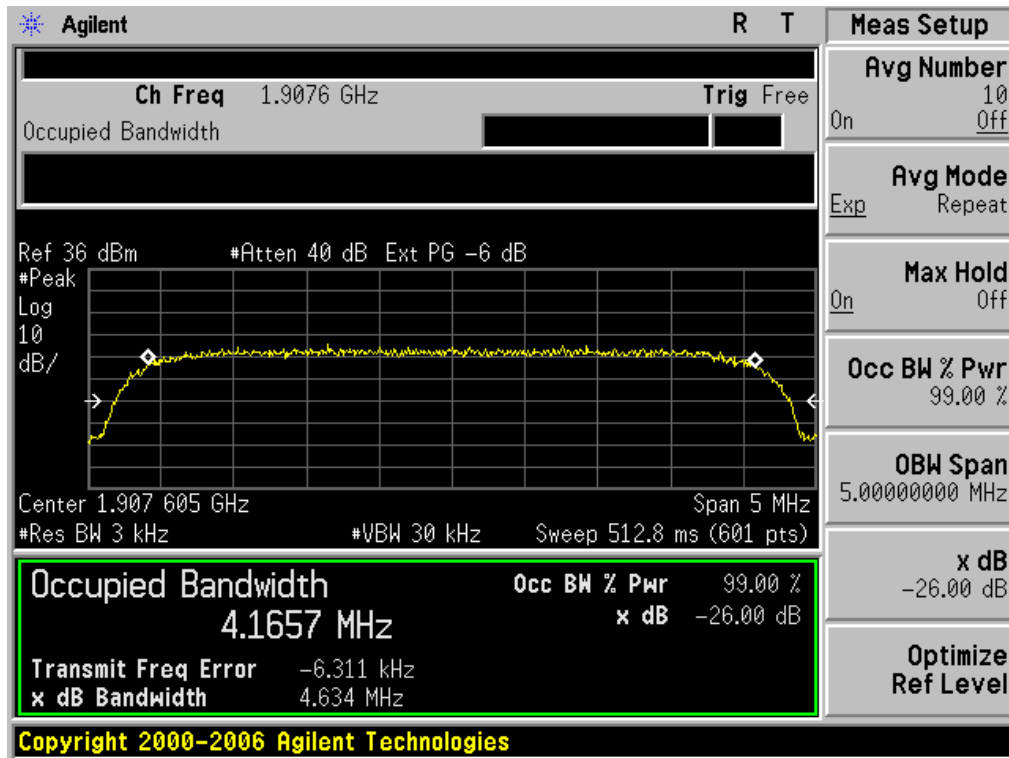 Agilent R T
Ch Freq 1.9076 GHz Trig Free
Occupied Bandwidth
Ref 36 dBm #Atten 40 dB Ext PG -6 dB
#Peak
Log
10
dB/
Center 1.907 605 GHz Span 5 MHz
#Res BW 3 kHz #VBW 30 kHz Sweep 512.8 ms (601 pts)
Occupied Bandwidth Occ BW % Pwr 99.00 %
4.1657 MHz x dB -26.00 dB
Transmit Freq Error -6.311 kHz
x dB Bandwidth 4.634 MHz
Copyright 2000-2006 Agilent Technologies
Meas Setup
Avg Number
10
On Off
Avg Mode
Exp Repeat
Max Hold
On Off
Occ BW % Pwr
99.00 %
OBW Span
5.00000000 MHz
x dB
-26.00 dB
Optimize
Ref Level